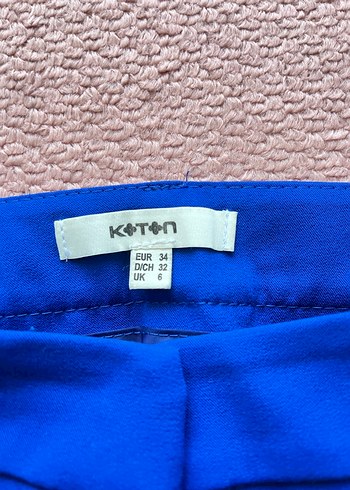 KOTON
EUR 34
D/CH 32
UK 6